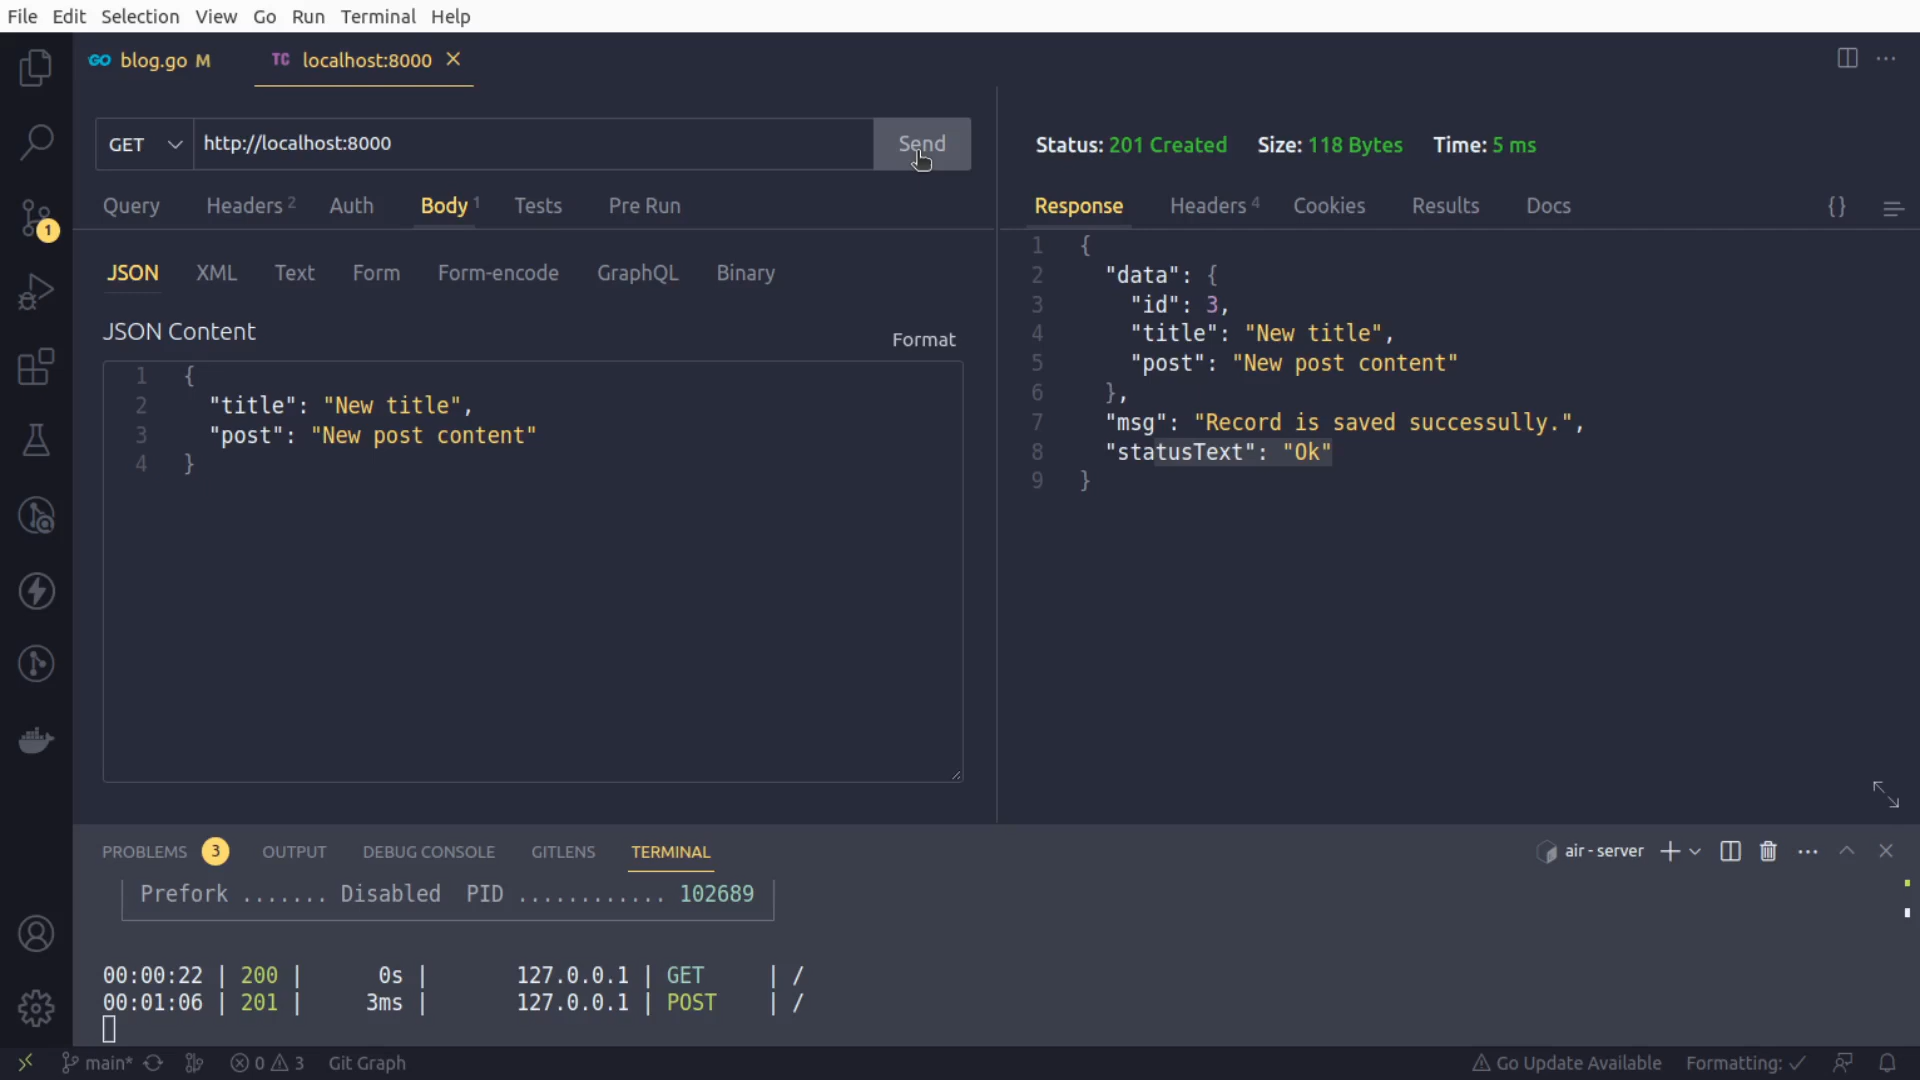 File Edit Selection View Go Run Terminal Help
GO blog.go M TC localhost:8000
GET http://localhost:8000 Send
Status: 201 Created Size: 118 Bytes Time: 5 ms
Query Headers 2 Auth Body 1 Tests Pre Run
Response Headers 4 Cookies Results Docs {}
JSON XML Text Form Form-encode GraphQL Binary
JSON Content
Format
1 {
2 "title": "New title",
3 "post": "New post content"
4 }
1 {
2 "data": {
3 "id": 3,
4 "title": "New title",
5 "post": "New post content"
6 },
7 "msg": "Record is saved successully.",
8 "statusText": "Ok"
9 }
1
PROBLEMS 3 OUTPUT DEBUG CONSOLE GITLENS TERMINAL air - server
Prefork ....... Disabled PID ............ 102689
00:00:22 | 200 | 0s | 127.0.0.1 | GET | /
00:01:06 | 201 | 3ms | 127.0.0.1 | POST | /
main* 0 3 Git Graph Go Update Available Formatting: ✓